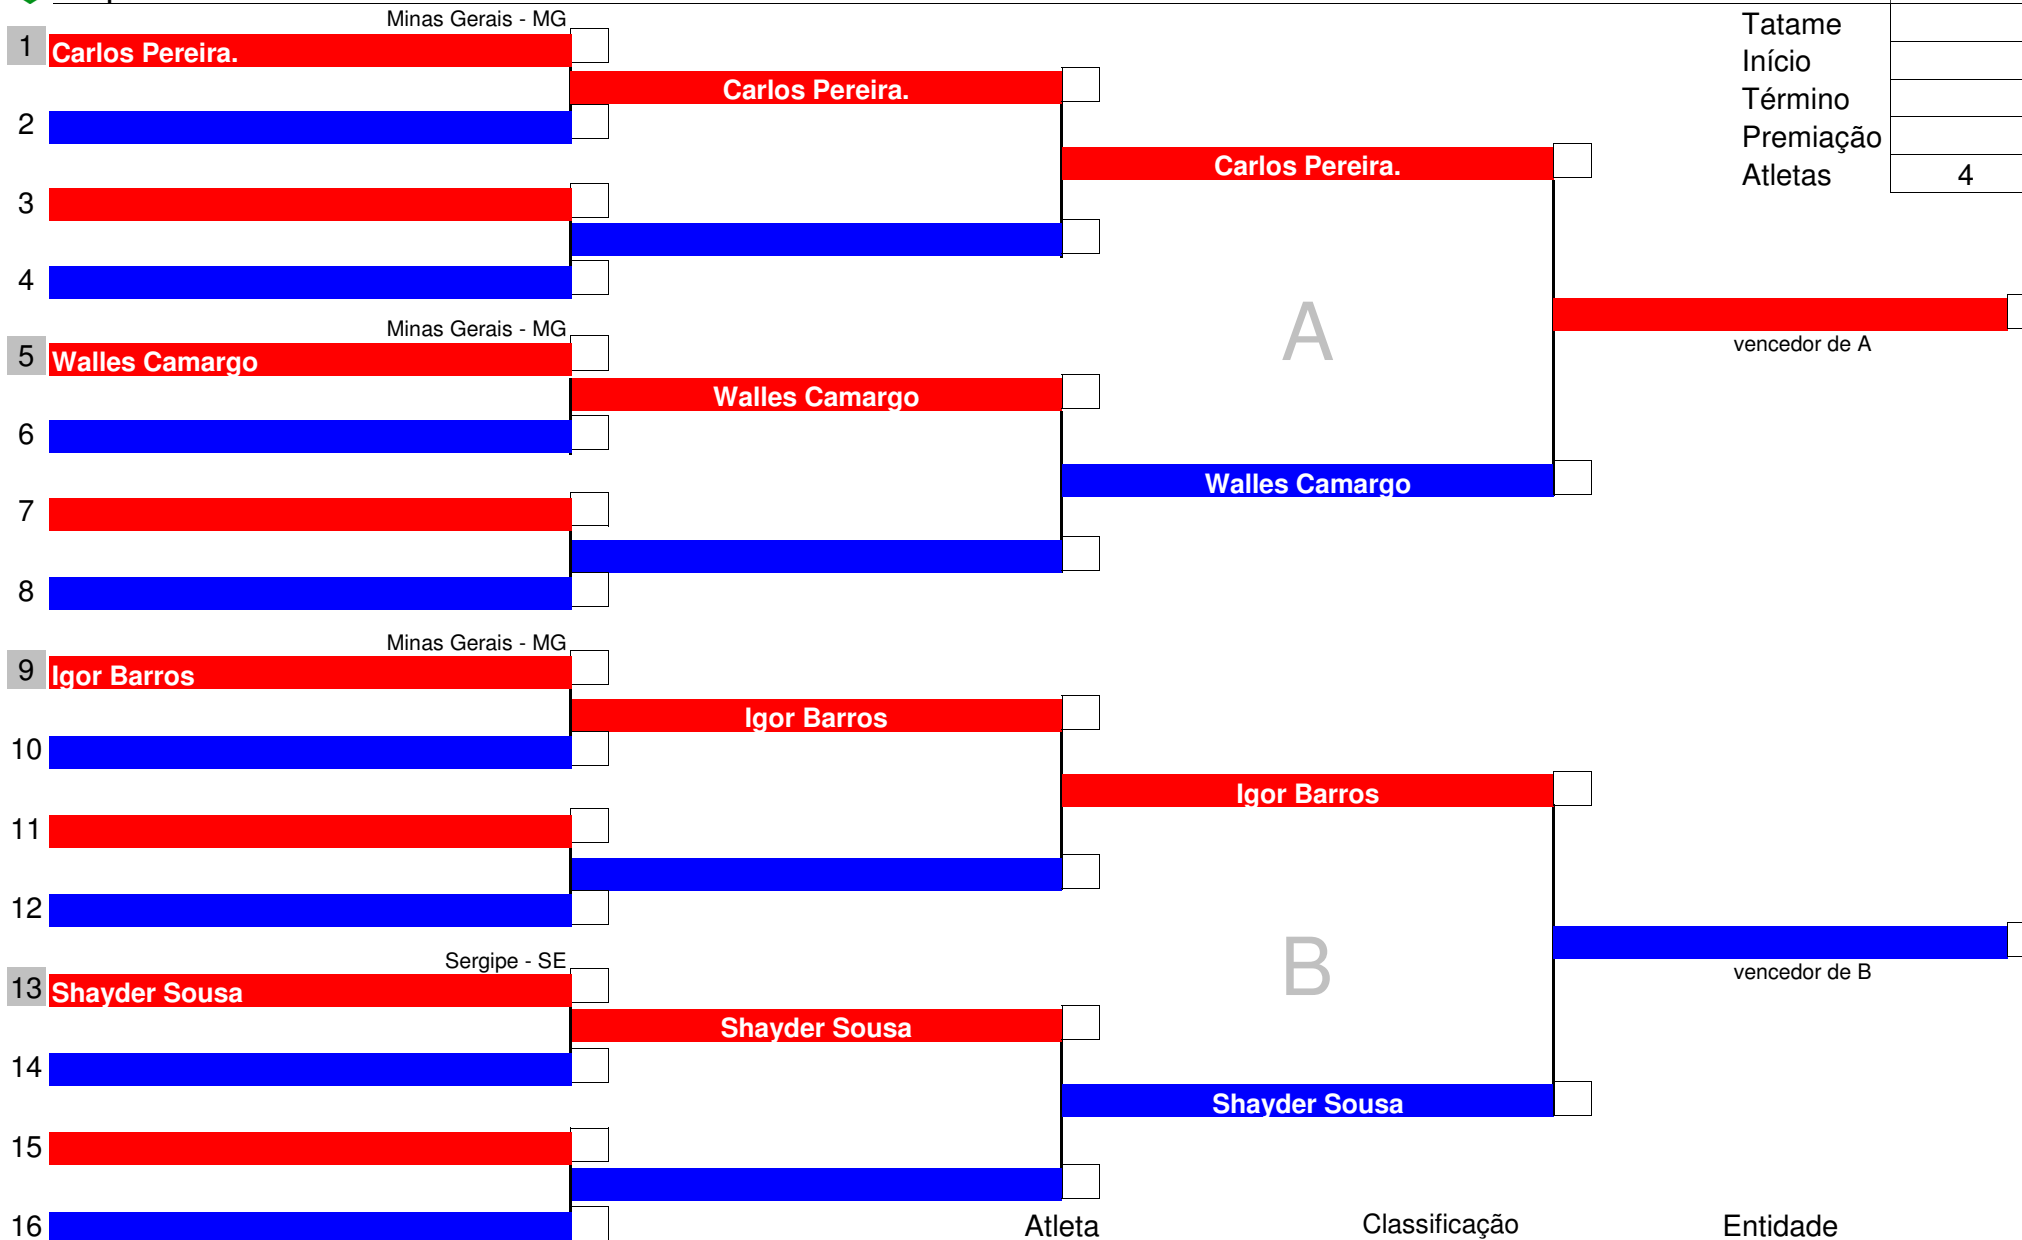 Minas Gerais - MG
Tatame
1 Carlos Pereira.
Início
Carlos Pereira.
Término
2
Premiação
Carlos Pereira.
Atletas 4
3
4
Minas Gerais - MG
A
vencedor de A
5 Walles Camargo
Walles Camargo
6
Walles Camargo
7
8
Minas Gerais - MG
9 Igor Barros
Igor Barros
10
Igor Barros
11
12
B
Sergipe - SE
vencedor de B
13 Shayder Sousa
Shayder Sousa
14
Shayder Sousa
15
16
Atleta Classificação Entidade